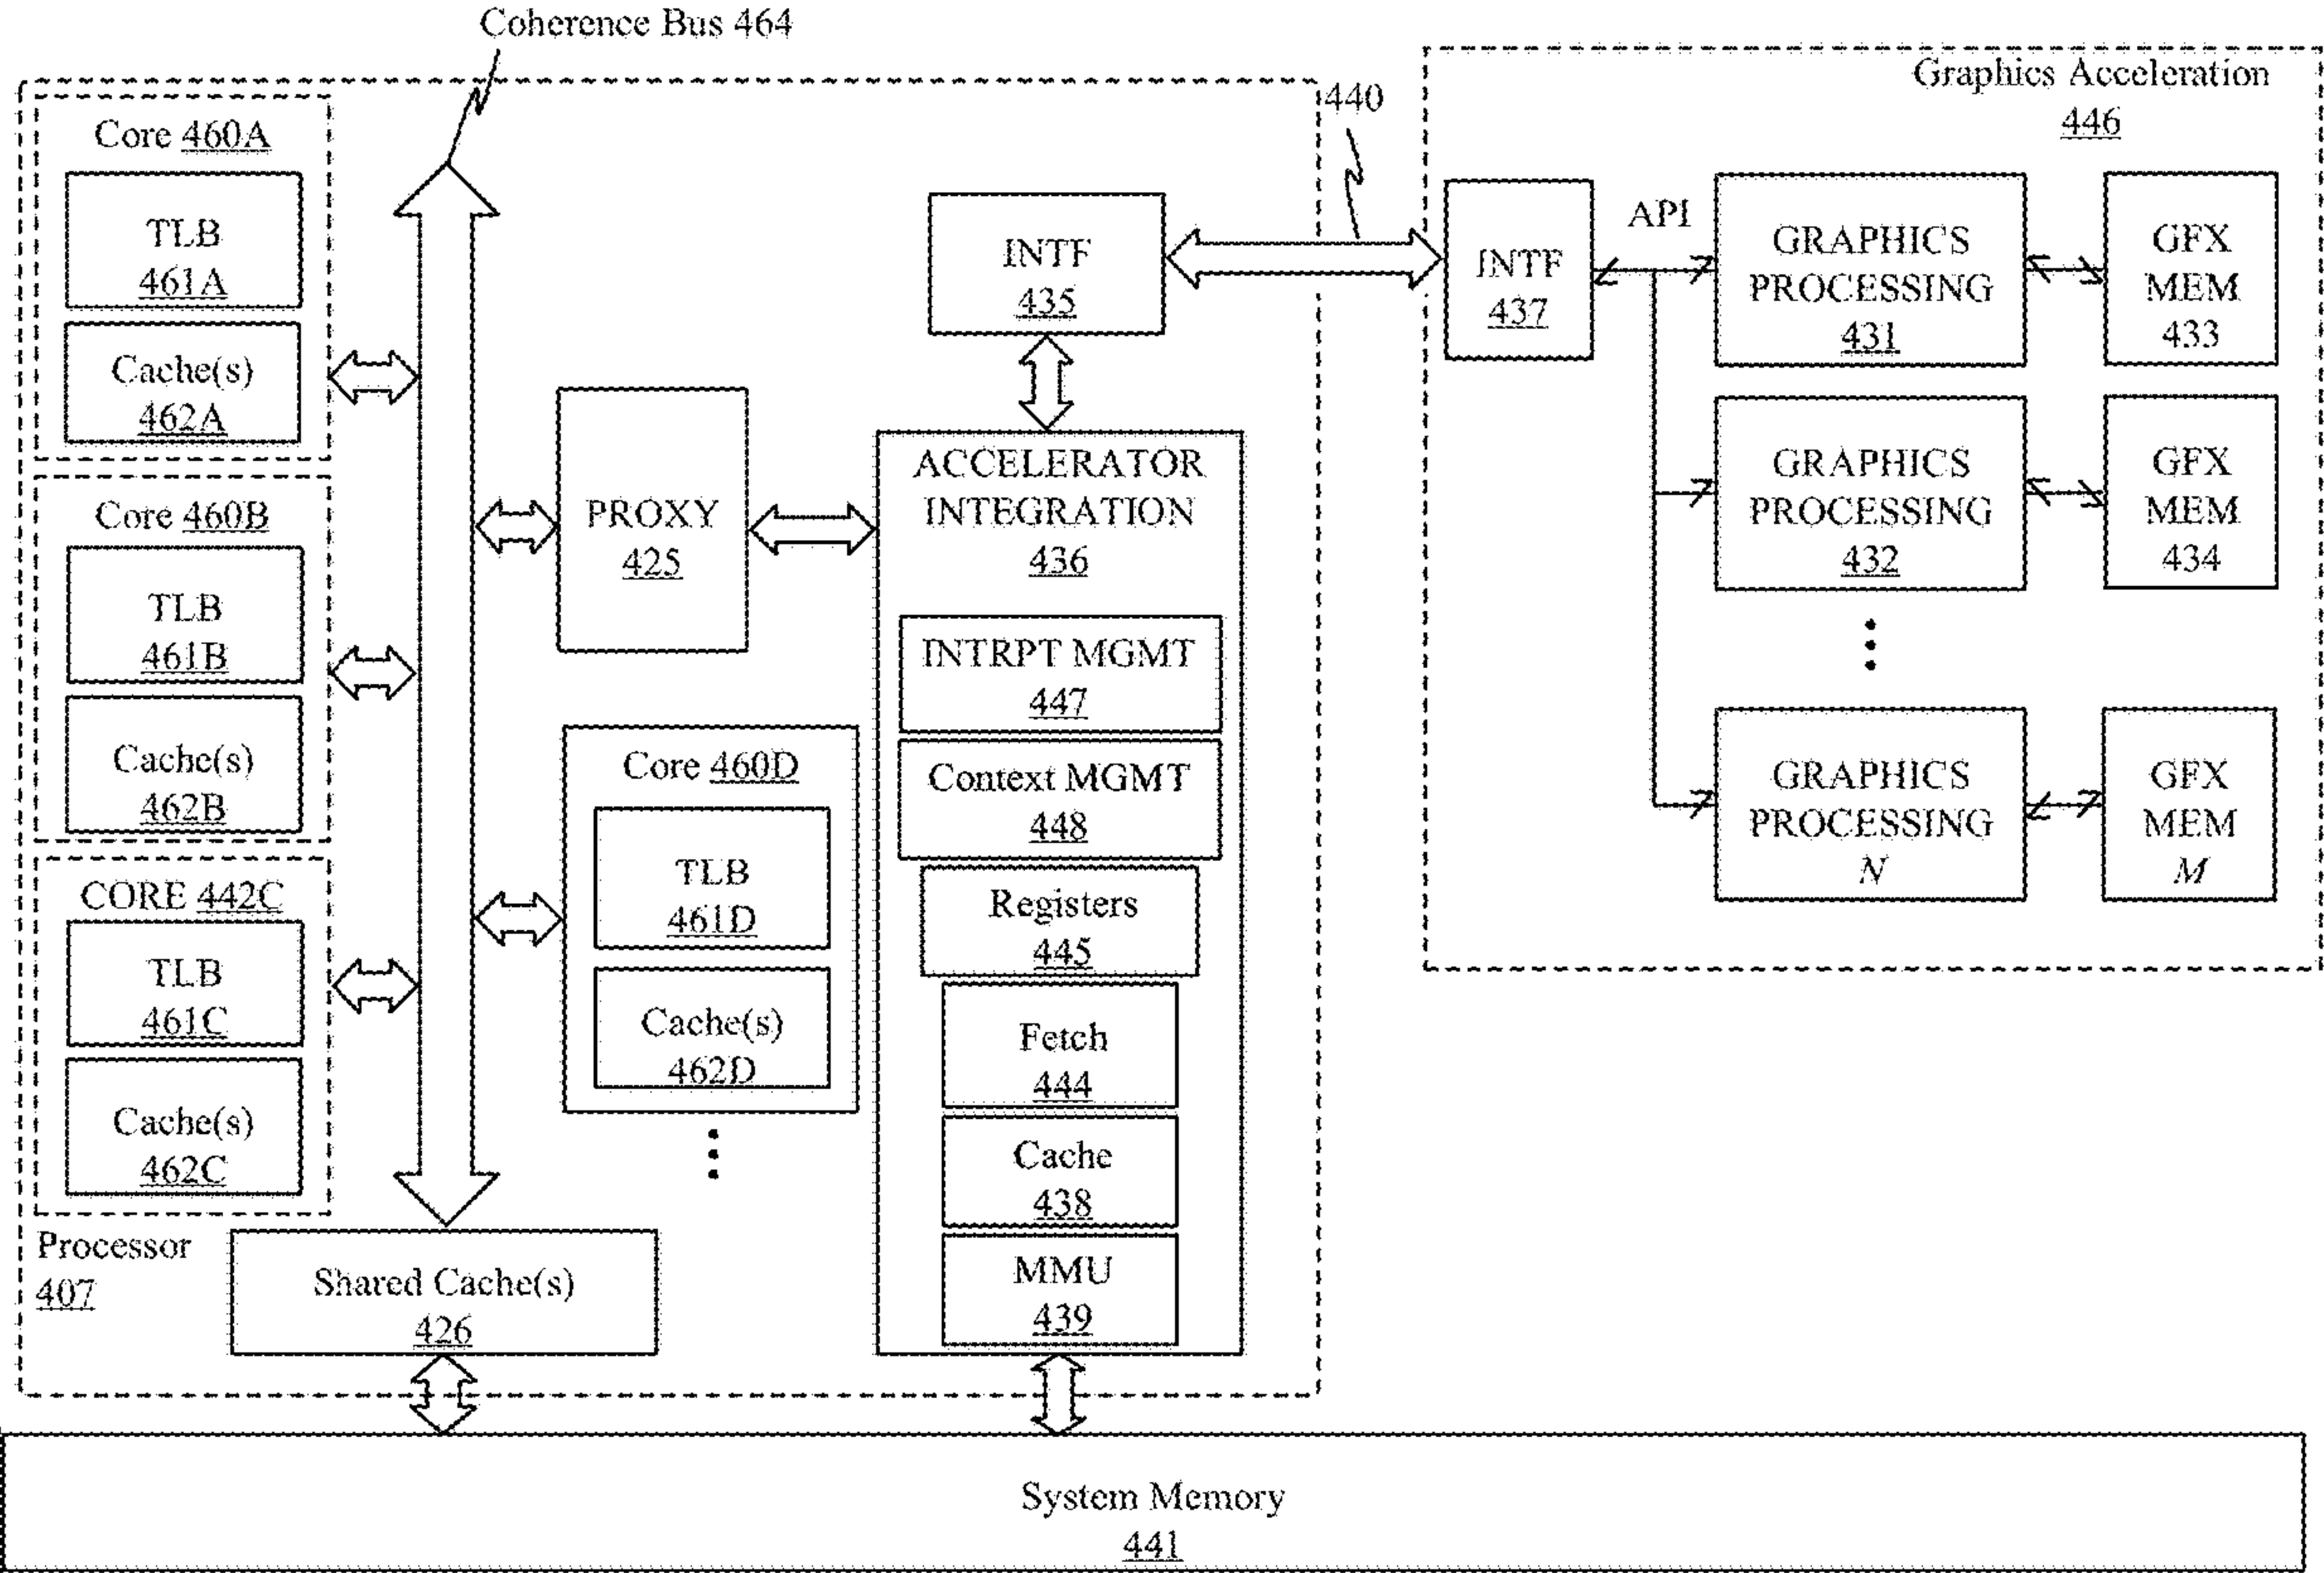 Coherence Bus 464
Core 460A
TLB
461A
Cache(s)
462A
Core 460B
TLB
461B
Cache(s)
462B
CORE 442C
TLB
461C
Cache(s)
462C
Processor
407
Shared Cache(s)
426
PROXY
425
Core 460D
TLB
461D
Cache(s)
462D
INTF
435
ACCELERATOR
INTEGRATION
436
INTRPT MGMT
447
Context MGMT
448
Registers
445
Fetch
444
Cache
438
MMU
439
440
Graphics Acceleration
446
INTF
437
API
GRAPHICS
PROCESSING
431
GFX
MEM
433
GRAPHICS
PROCESSING
432
GFX
MEM
434
GRAPHICS
PROCESSING
N
GFX
MEM
M
System Memory
441